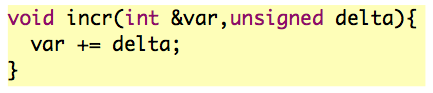 void incr(int &var,unsigned delta){
  var += delta;
}